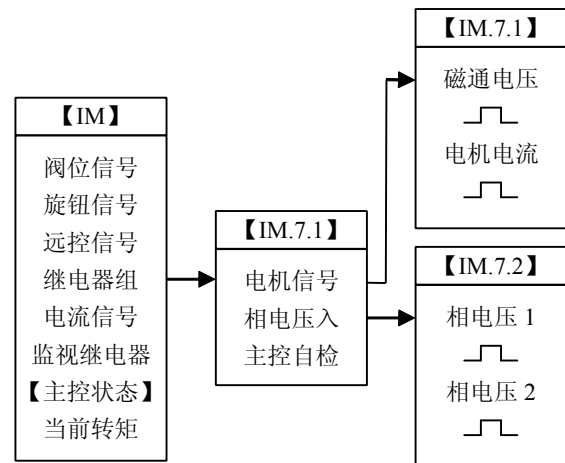 【IM】
阀位信号
旋钮信号
远控信号
继电器组
电流信号
监视继电器
【主控状态】
当前转矩
【IM.7.1】
电机信号
相电压入
主控自检
【IM.7.1】
磁通电压
电机电流
【IM.7.2】
相电压 1
相电压 2